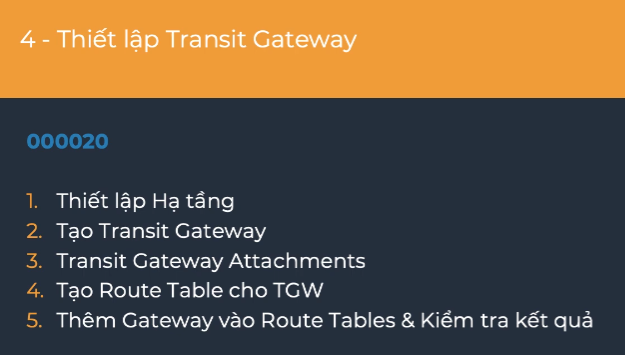 4 - Thiết lập Transit Gateway
000020
1. Thiết lập Hạ tầng
2. Tạo Transit Gateway
3. Transit Gateway Attachments
4. Tạo Route Table cho TGW
5. Thêm Gateway vào Route Tables & Kiểm tra kết quả